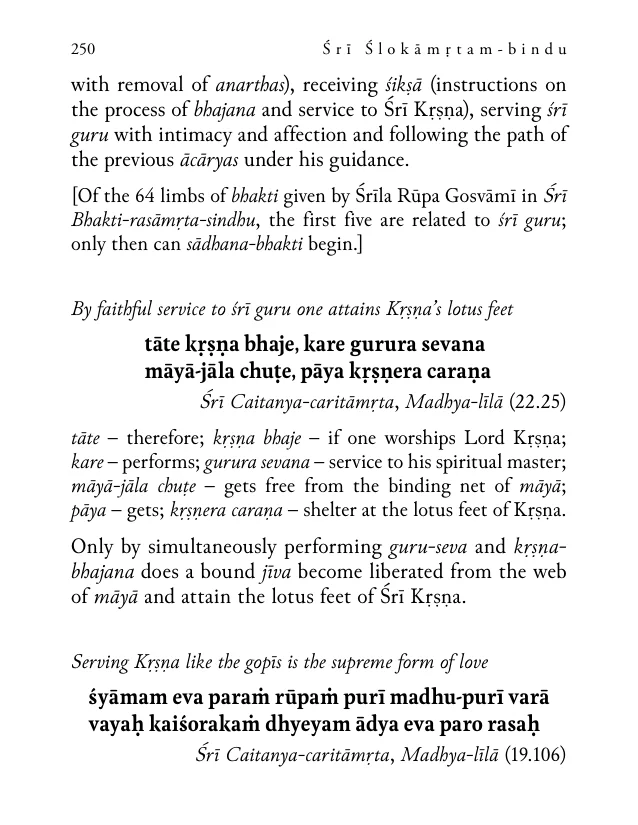 250 Śrī Ślokāmṛtam-bindu
with removal of anarthas), receiving śikṣā (instructions on
the process of bhajana and service to Śrī Kṛṣṇa), serving śrī
guru with intimacy and affection and following the path of
the previous ācāryas under his guidance.
[Of the 64 limbs of bhakti given by Śrīla Rūpa Gosvāmī in Śrī
Bhakti-rasāmṛta-sindhu, the first five are related to śrī guru;
only then can sādhana-bhakti begin.]
By faithful service to śrī guru one attains Kṛṣṇa's lotus feet
tāte kṛṣṇa bhaje, kare gurura sevana
māyā-jāla chuṭe, pāya kṛṣṇera caraṇa
Śrī Caitanya-caritāmṛta, Madhya-līlā (22.25)
tāte – therefore; kṛṣṇa bhaje – if one worships Lord Kṛṣṇa;
kare – performs; gurura sevana – service to his spiritual master;
māyā-jāla chuṭe – gets free from the binding net of māyā;
pāya – gets; kṛṣṇera caraṇa – shelter at the lotus feet of Kṛṣṇa.
Only by simultaneously performing guru-seva and kṛṣṇa-
bhajana does a bound jīva become liberated from the web
of māyā and attain the lotus feet of Śrī Kṛṣṇa.
Serving Kṛṣṇa like the gopīs is the supreme form of love
śyāmam eva paraṁ rūpaṁ purī madhu-purī varā
vayaḥ kaiśorakaṁ dhyeyam ādya eva paro rasaḥ
Śrī Caitanya-caritāmṛta, Madhya-līlā (19.106)